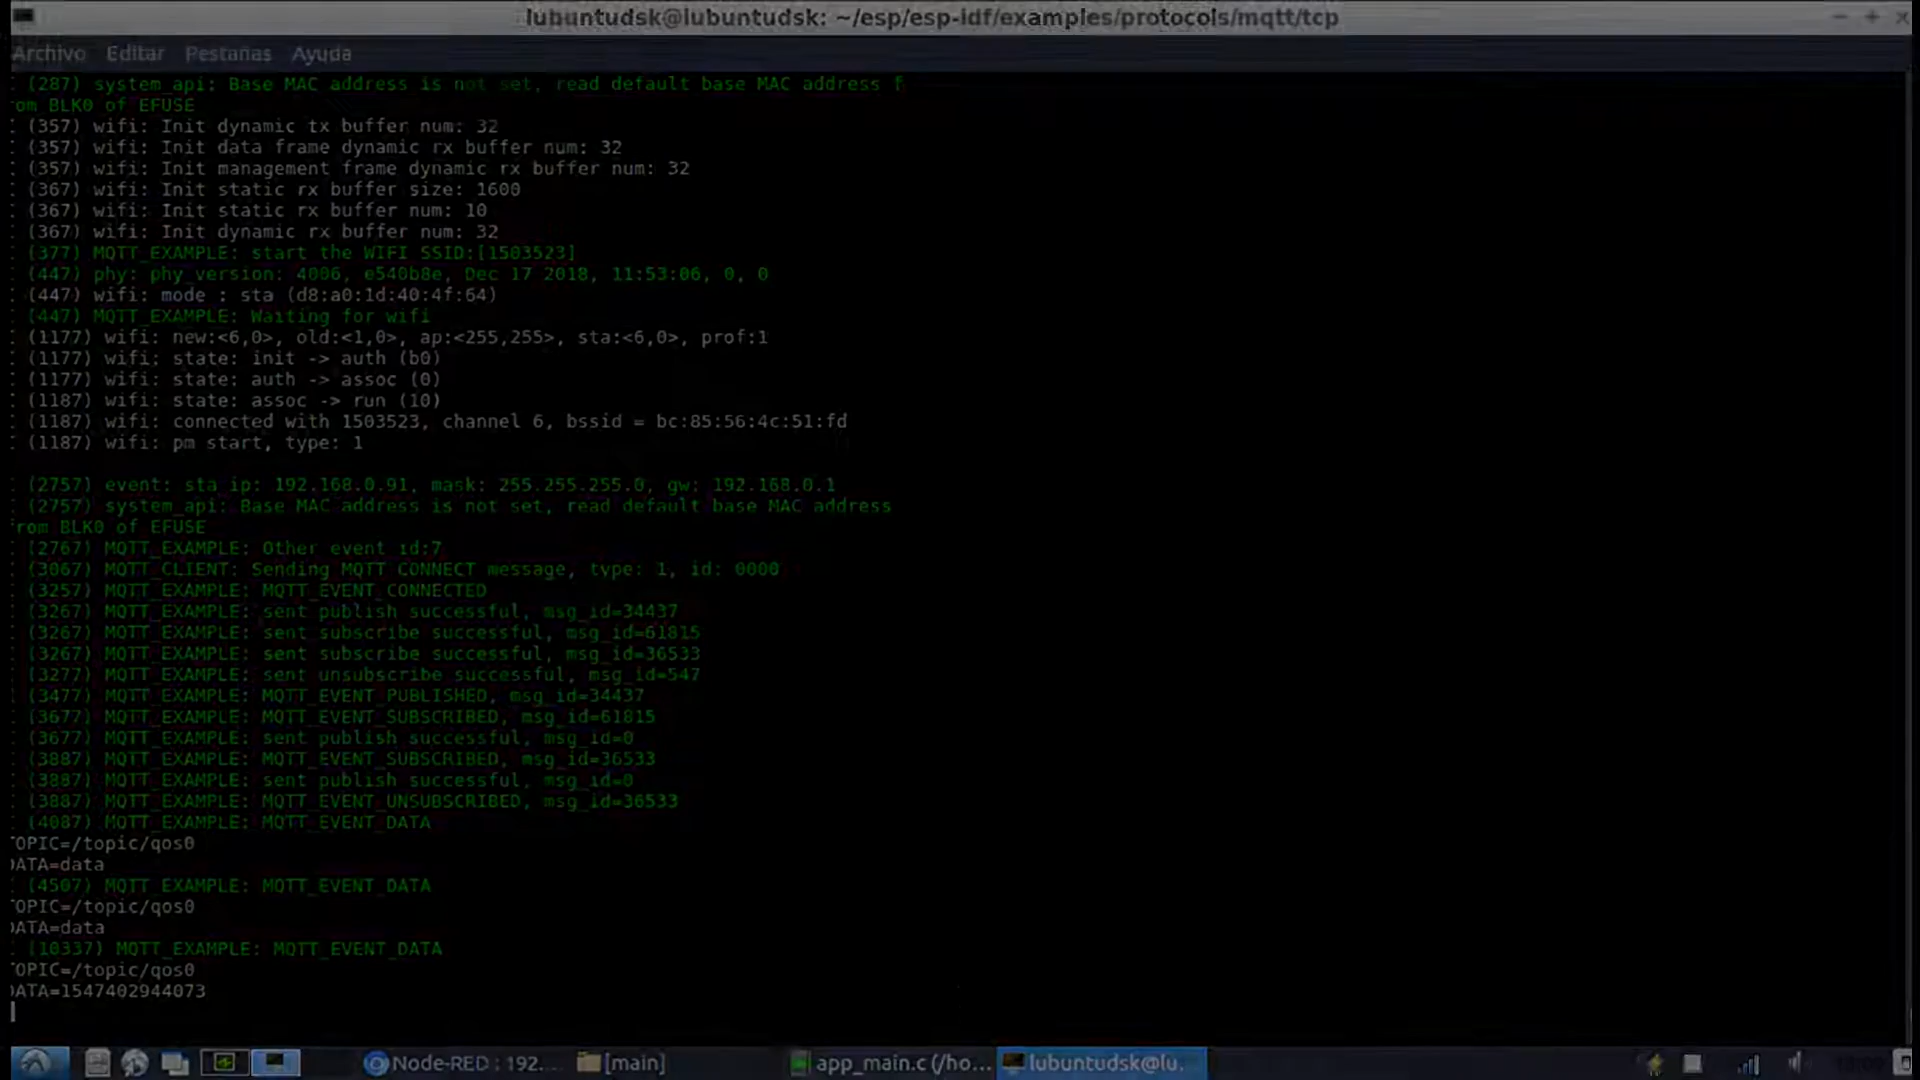 lubuntudsk@lubuntudsk: ~/esp/esp-idf/examples/protocols/mqtt/tcp
Archivo Editar Pestañas Ayuda
(287) system_api: Base MAC address is not set, read default base MAC address f
rom BLK0 of EFUSE
(357) wifi: Init dynamic tx buffer num: 32
(357) wifi: Init data frame dynamic rx buffer num: 32
(357) wifi: Init management frame dynamic rx buffer num: 32
(367) wifi: Init static rx buffer size: 1600
(367) wifi: Init static rx buffer num: 10
(367) wifi: Init dynamic rx buffer num: 32
(377) MQTT_EXAMPLE: start the WIFI SSID:[1503523]
(447) phy: phy_version: 4006, e540b8e, Dec 17 2018, 11:53:06, 0, 0
(447) wifi: mode : sta (d8:a0:1d:40:4f:64)
(447) MQTT_EXAMPLE: Waiting for wifi
(1177) wifi: new:<6,0>, old:<1,0>, ap:<255,255>, sta:<6,0>, prof:1
(1177) wifi: state: init -> auth (b0)
(1177) wifi: state: auth -> assoc (0)
(1187) wifi: state: assoc -> run (10)
(1187) wifi: connected with 1503523, channel 6, bssid = bc:85:56:4c:51:fd
(1187) wifi: pm start, type: 1
(2757) event: sta ip: 192.168.0.91, mask: 255.255.255.0, gw: 192.168.0.1
(2757) system_api: Base MAC address is not set, read default base MAC address
rom BLK0 of EFUSE
(2767) MQTT_EXAMPLE: Other event id:7
(3067) MQTT_CLIENT: Sending MQTT CONNECT message, type: 1, id: 0000
(3257) MQTT_EXAMPLE: MQTT_EVENT_CONNECTED
(3267) MQTT_EXAMPLE: sent publish successful, msg_id=34437
(3267) MQTT_EXAMPLE: sent subscribe successful, msg_id=61815
(3267) MQTT_EXAMPLE: sent subscribe successful, msg_id=36533
(3277) MQTT_EXAMPLE: sent unsubscribe successful, msg_id=547
(3477) MQTT_EXAMPLE: MQTT_EVENT_PUBLISHED, msg_id=34437
(3677) MQTT_EXAMPLE: MQTT_EVENT_SUBSCRIBED, msg_id=61815
(3677) MQTT_EXAMPLE: sent publish successful, msg_id=0
(3887) MQTT_EXAMPLE: MQTT_EVENT_SUBSCRIBED, msg_id=36533
(3887) MQTT_EXAMPLE: sent publish successful, msg_id=0
(3887) MQTT_EXAMPLE: MQTT_EVENT_UNSUBSCRIBED, msg_id=36533
(4087) MQTT_EXAMPLE: MQTT_EVENT_DATA
TOPIC=/topic/qos0
DATA=data
(4507) MQTT_EXAMPLE: MQTT_EVENT_DATA
TOPIC=/topic/qos0
DATA=data
(10337) MQTT_EXAMPLE: MQTT_EVENT_DATA
TOPIC=/topic/qos0
DATA=1547402944073
Node-RED : 192... [main] app_main.c (/ho... lubuntudsk@lu.